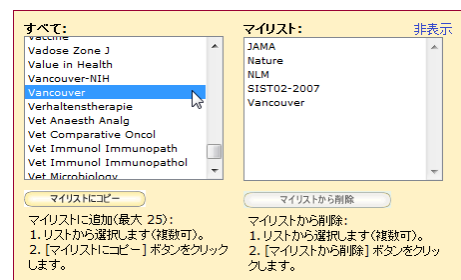 すべて:
Vaccine
Vadose Zone J
Value in Health
Vancouver-NIH
Vancouver
Verhaltenstherapie
Vet Anaesth Analg
Vet Comparative Oncol
Vet Immunol Immunopath
Vet Immunol Immunopathol
Vet Microbiology
マイリストにコピー
マイリストに追加(最大 25):
1. リストから選択します(複数可)。
2. [マイリストにコピー] ボタンをクリック
します。
マイリスト:
非表示
JAMA
Nature
NLM
SIST02-2007
Vancouver
マイリストから削除
マイリストから削除:
1. リストから選択します(複数可)。
2. [マイリストから削除] ボタンをクリッ
クします。